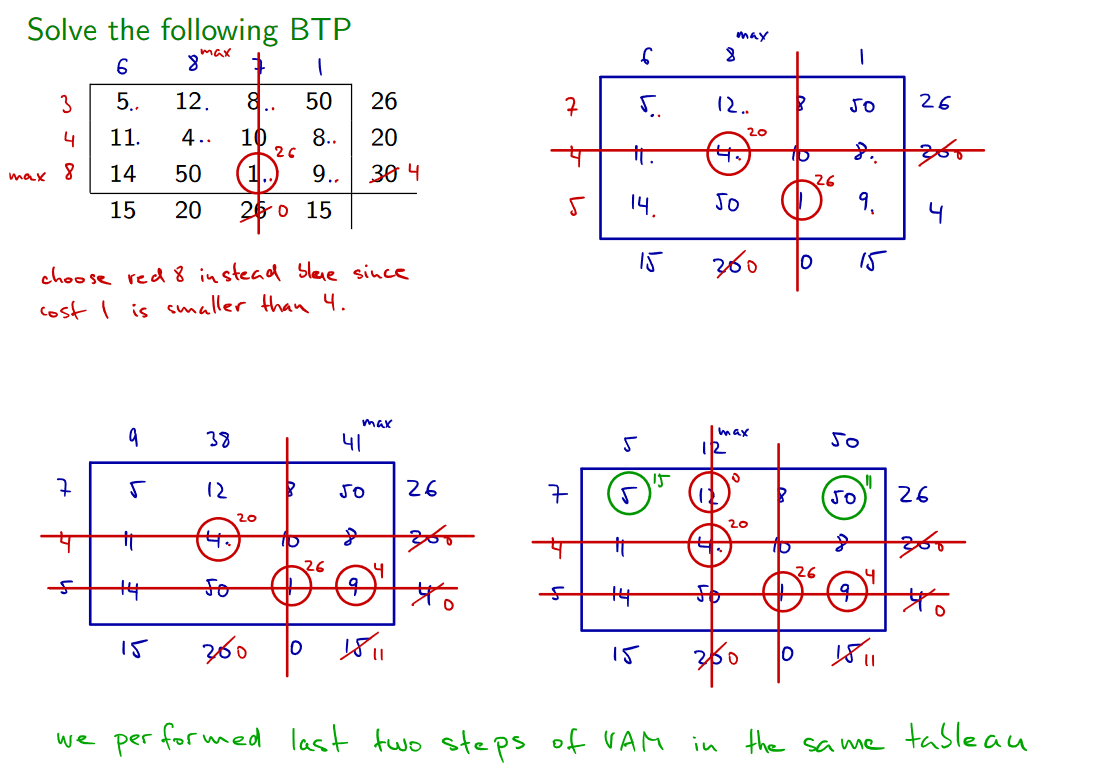 Solve the following BTP
6 8 max 7 1
3 5.. 12. 8.. 50 26
4 11. 4.. 10 8.. 20
max 8 14 50 1.. 26 9.. 30 4
15 20 26 0 15
choose red 8 instead blue since
cost 1 is smaller than 4.
max
6 8 1
7 5.. 12.. 8 50 26
4 11. 4. 20 10 8. 20 0
5 14. 50 1 26 9. 4
15 20 0 0 15
9 38 41 max
7 5 12 8 50 26
4 11 4. 20 10 8 20 0
5 14 50 1 26 9 4 4 0
15 20 0 0 15 11
5 12 max 50
7 5 15 12 0 8 50 11 26
4 11 4. 20 10 8 20 0
5 14 50 1 26 9 4 4 0
15 20 0 0 15 11
we performed last two steps of VAM in the same tableau